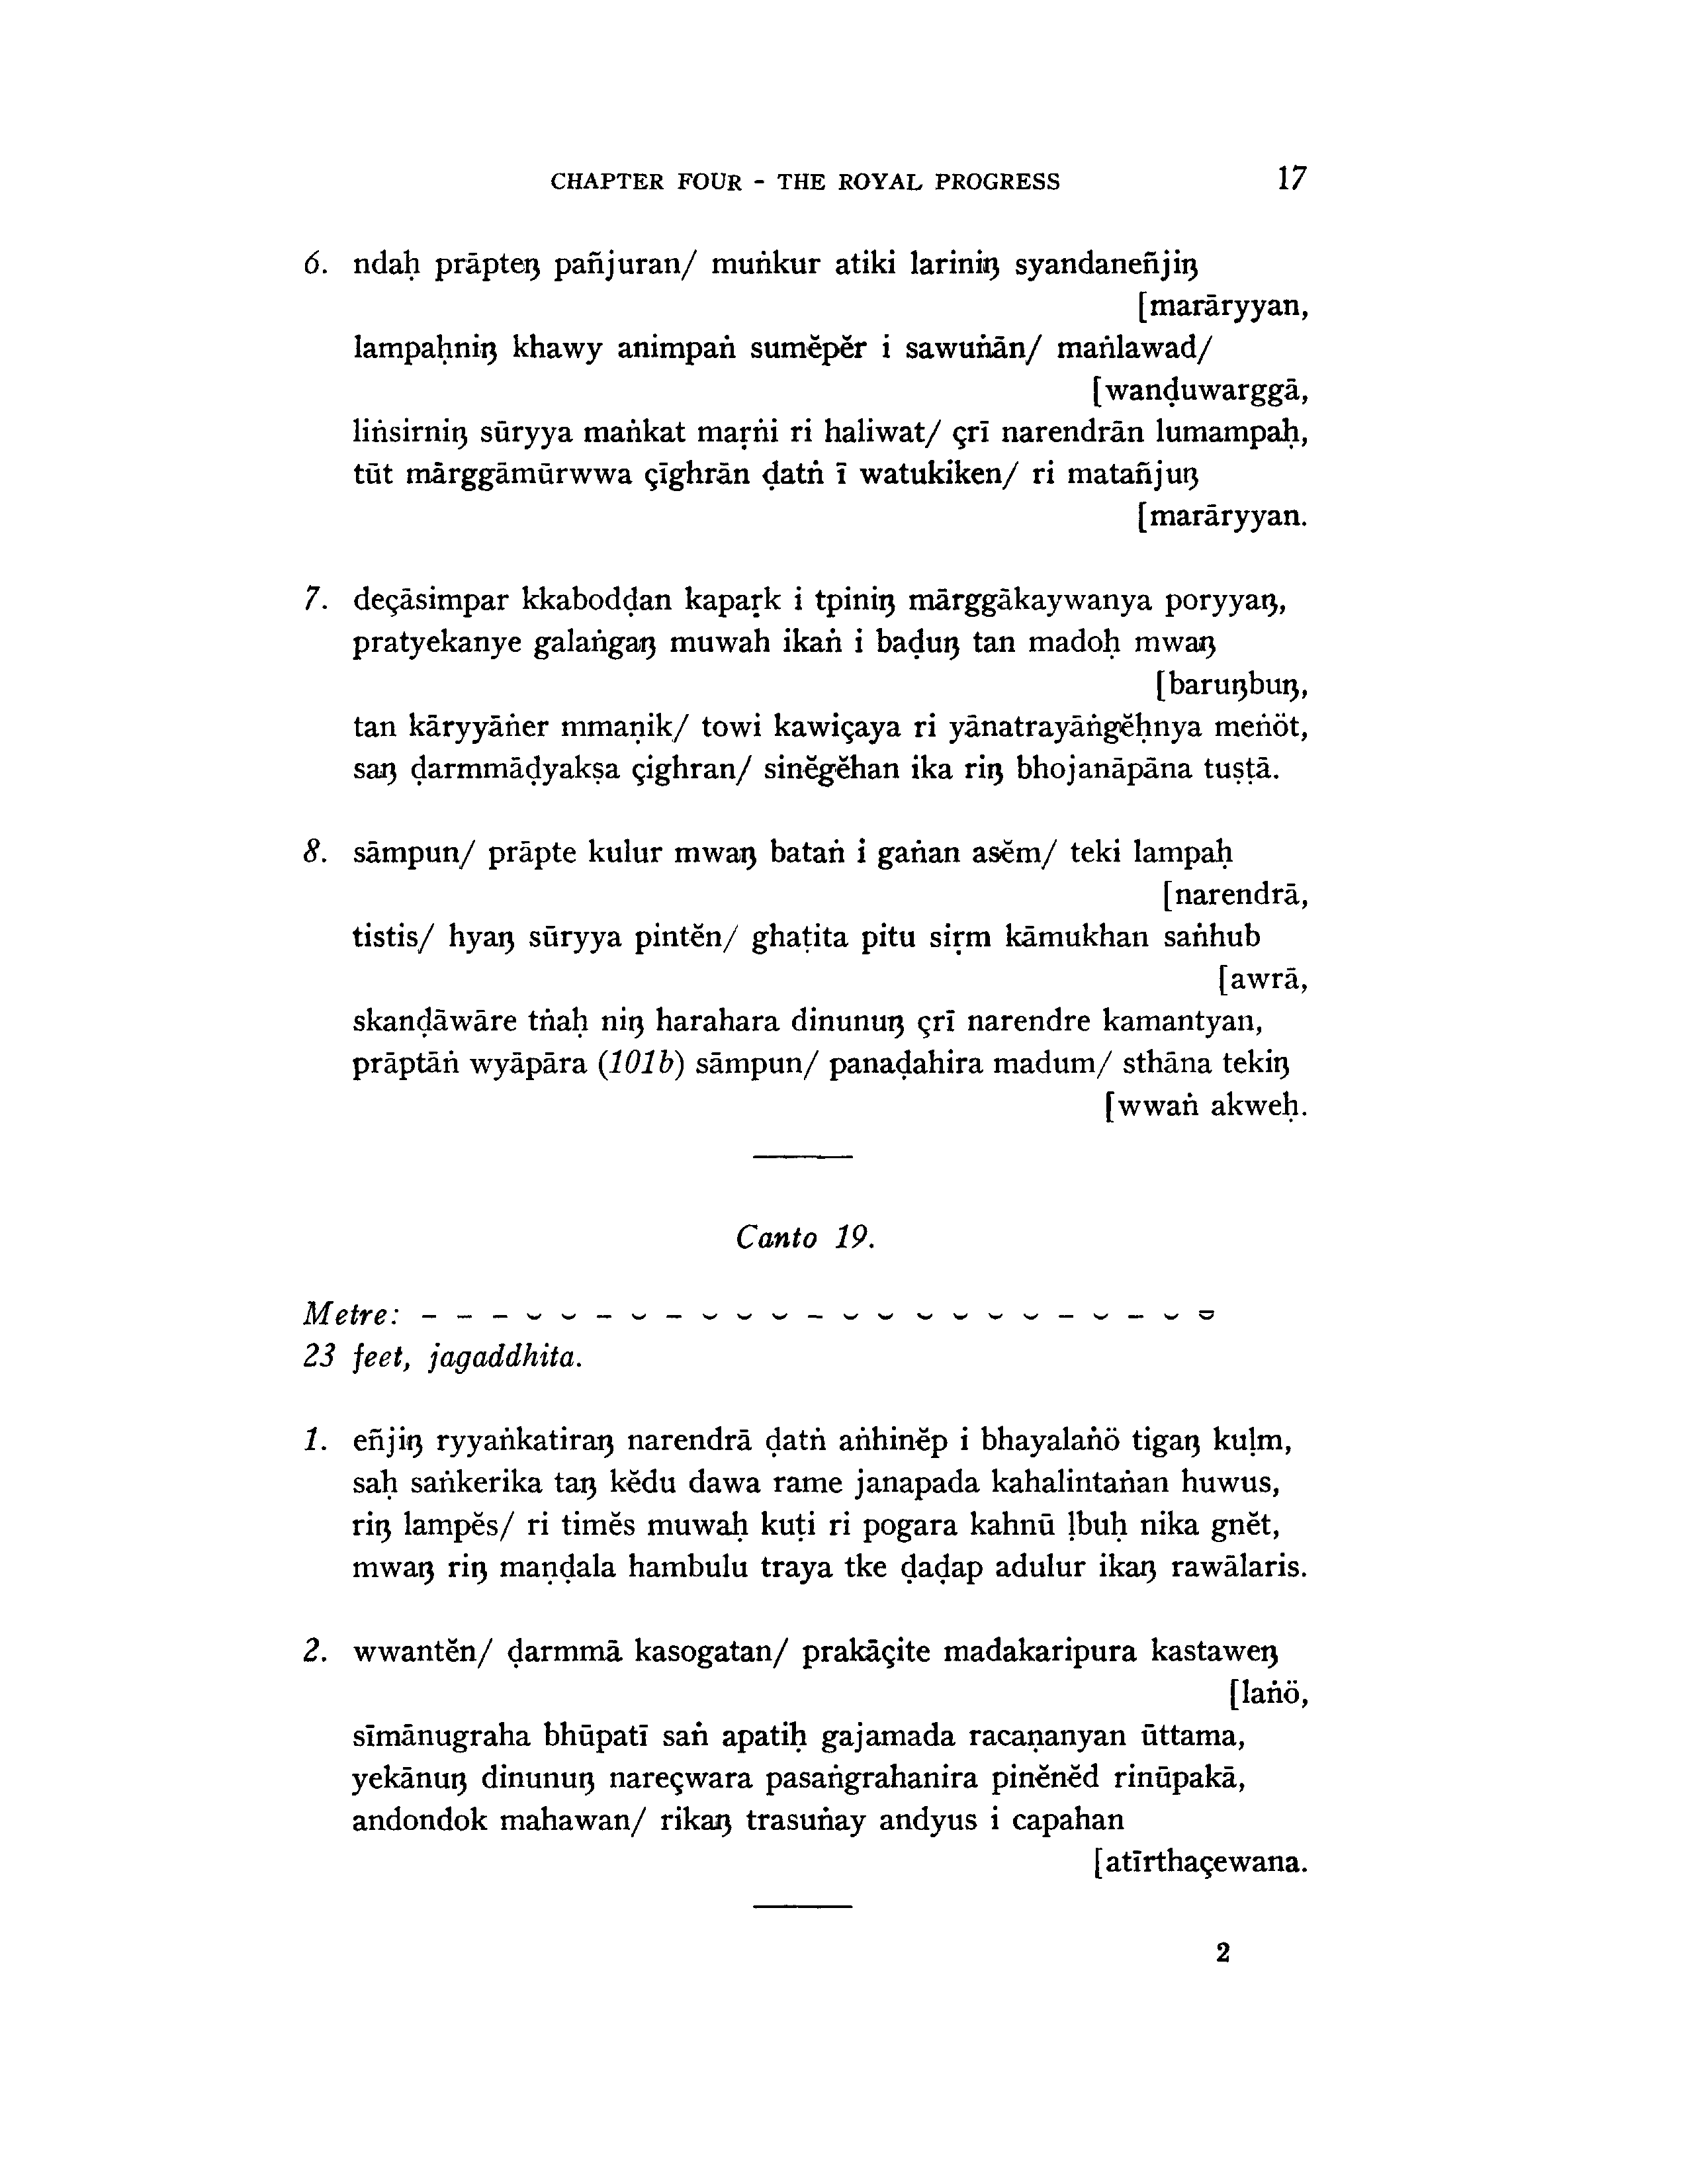 CHAPTER FOUR - THE ROYAL PROGRESS 17
6. ndaḥ prāpteŋ pañjuran/ muṅkur atiki lariniŋ syandaneñjiŋ
[marāryyan,
lampaḥniŋ khawy animpaṅ sumĕpĕr i sawuṅān/ maṅlawad/
[wanḍuwarggā,
liṅsirniŋ sūryya maṅkat maṛṅi ri haliwat/ çrī narendrān lumampaḥ,
tūt mārggāmūrwwa çīghrān ḍatṅ ī watukiken/ ri matañjuŋ
[marāryyan.
7. deçāsimpar kkaboḍḍan kapaṛk i tpiniŋ mārggākaywanya poryyaŋ,
pratyekanye galaṅgaŋ muwah ikaṅ i baḍuŋ tan madoḥ mwaŋ
[baruŋbuŋ,
tan kāryyāṅer mmaṇik/ towi kawiçaya ri yānatrayāṅgĕḥnya meṅöt,
saŋ ḍarmmāḍyakṣa çighran/ sinĕgĕhan ika riŋ bhojanāpāna tuṣṭā.
8. sāmpun/ prāpte kulur mwaŋ bataṅ i gaṅan asĕm/ teki lampaḥ
[narendrā,
tistis/ hyaŋ sūryya pintĕn/ ghaṭita pitu siṛm kāmukhan saṅhub
[awrā,
skanḍāwāre tṅaḥ niŋ harahara dinunuŋ çrī narendre kamantyan,
prāptāṅ wyāpāra (101b) sāmpun/ panaḍahira madum/ sthāna tekiŋ
[wwaṅ akweḥ.
Canto 19.
Metre: – – – ⏑ ⏑ – ⏑ – ⏑ ⏑ ⏑ – ⏑ ⏑ ⏑ ⏑ ⏑ ⏑ – ⏑ – ⏑ ⏓
23 feet, jagaddhita.
1. eñjiŋ ryyaṅkatiraŋ narendrā ḍatṅ aṅhinĕp i bhayalaṅö tigaŋ kuḷm,
saḥ saṅkerika taŋ kĕdu dawa rame janapada kahalintaṅan huwus,
riŋ lampĕs/ ri timĕs muwaḥ kuṭi ri pogara kahnū ḷbuḥ nika gnĕt,
mwaŋ riŋ maṇḍala hambulu traya tke ḍaḍap adulur ikaŋ rawālaris.
2. wwantĕn/ ḍarmmā kasogatan/ prakāçite madakaripura kastaweŋ
[laṅö,
sīmānugraha bhūpatī saṅ apatiḥ gajamada racaṇanyan ūttama,
yekānuŋ dinunuŋ nareçwara pasaṅgrahanira pinĕnĕd rinūpakā,
andondok mahawan/ rikaŋ trasuṅay andyus i capahan
[atīrthaçewana.
2